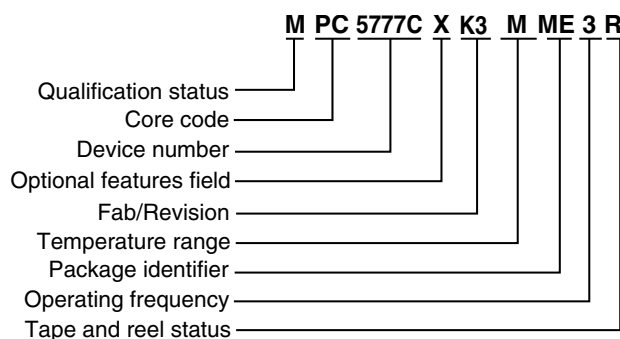 M PC 5777C X K3 M ME 3 R
Qualification status
Core code
Device number
Optional features field
Fab/Revision
Temperature range
Package identifier
Operating frequency
Tape and reel status